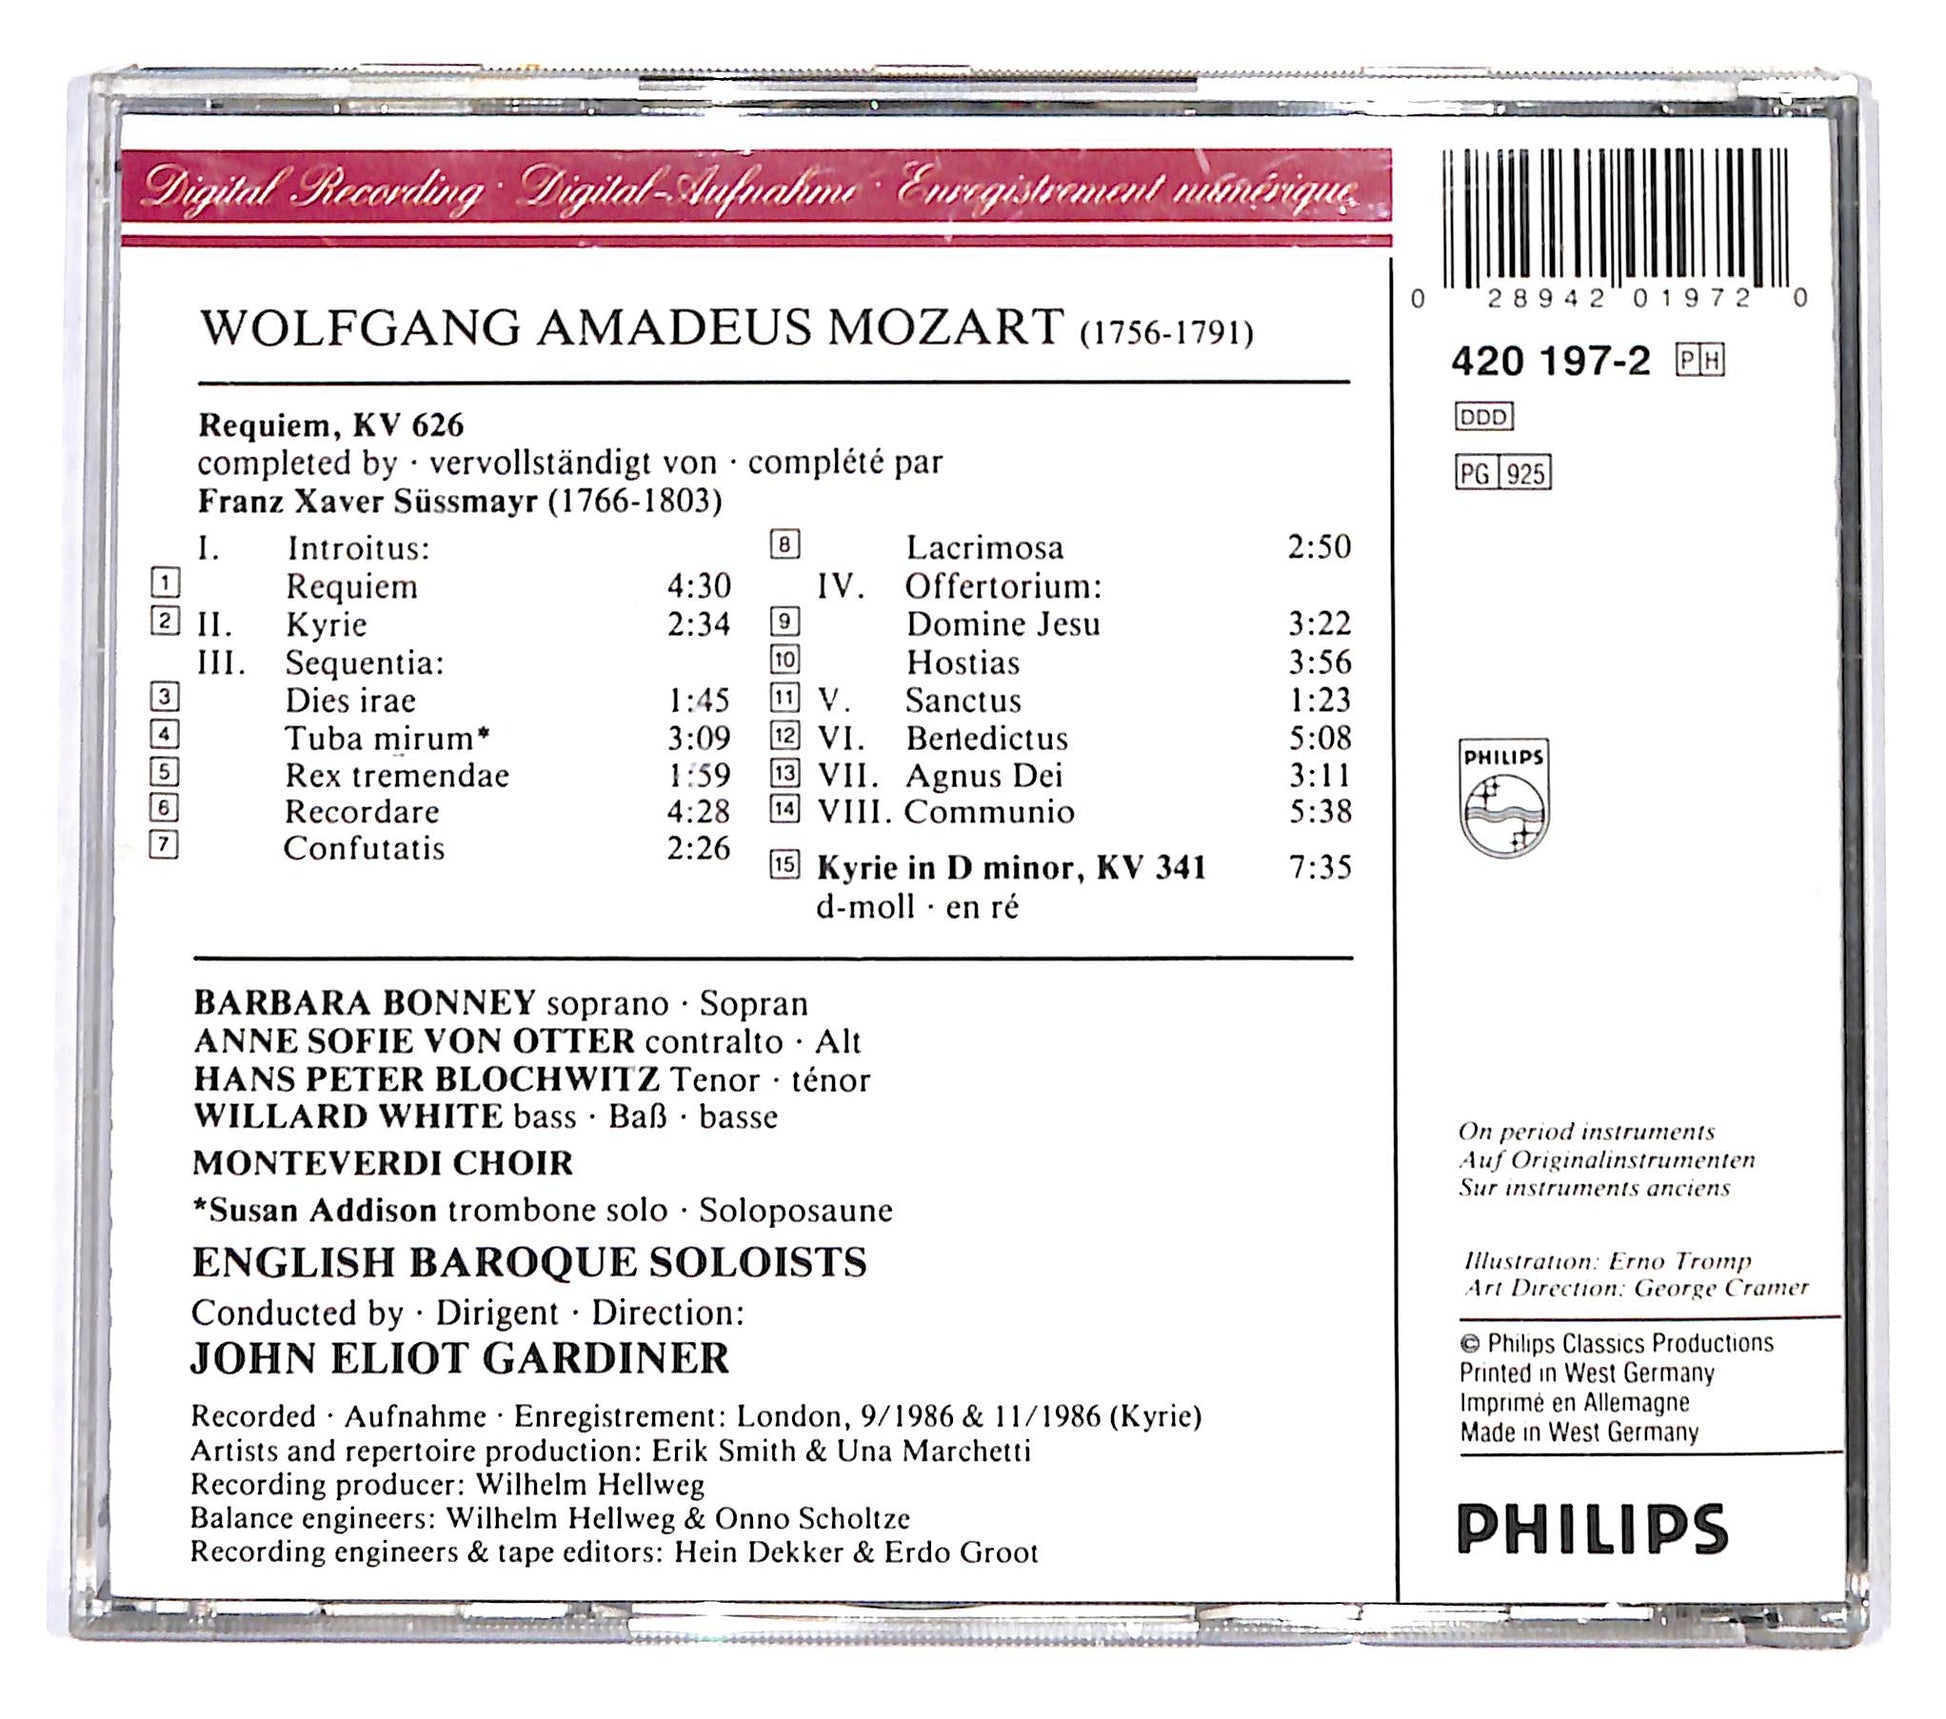 Digital Recording · Digital-Aufnahme · Enregistrement numérique
WOLFGANG AMADEUS MOZART (1756-1791)
Requiem, KV 626
completed by · vervollständigt von · complété par
Franz Xaver Süssmayr (1766-1803)
I. Introitus:
1 Requiem 4:30
2 II. Kyrie 2:34
III. Sequentia:
3 Dies irae 1:45
4 Tuba mirum* 3:09
5 Rex tremendae 1:59
6 Recordare 4:28
7 Confutatis 2:26
8 Lacrimosa 2:50
IV. Offertorium:
9 Domine Jesu 3:22
10 Hostias 3:56
11 V. Sanctus 1:23
12 VI. Benedictus 5:08
13 VII. Agnus Dei 3:11
14 VIII. Communio 5:38
15 Kyrie in D minor, KV 341 7:35
d-moll · en ré
BARBARA BONNEY soprano · Sopran
ANNE SOFIE VON OTTER contralto · Alt
HANS PETER BLOCHWITZ Tenor · ténor
WILLARD WHITE bass · Baß · basse
MONTEVERDI CHOIR
*Susan Addison trombone solo · Soloposaune
ENGLISH BAROQUE SOLOISTS
Conducted by · Dirigent · Direction:
JOHN ELIOT GARDINER
Recorded · Aufnahme · Enregistrement: London, 9/1986 & 11/1986 (Kyrie)
Artists and repertoire production: Erik Smith & Una Marchetti
Recording producer: Wilhelm Hellweg
Balance engineers: Wilhelm Hellweg & Onno Scholtze
Recording engineers & tape editors: Hein Dekker & Erdo Groot
0 28942 01972 0
420 197-2 PH
DDD
PG 925
PHILIPS
On period instruments
Auf Originalinstrumenten
Sur instruments anciens
Illustration: Erno Tromp
Art Direction: George Cramer
© Philips Classics Productions
Printed in West Germany
Imprimé en Allemagne
Made in West Germany
PHILIPS